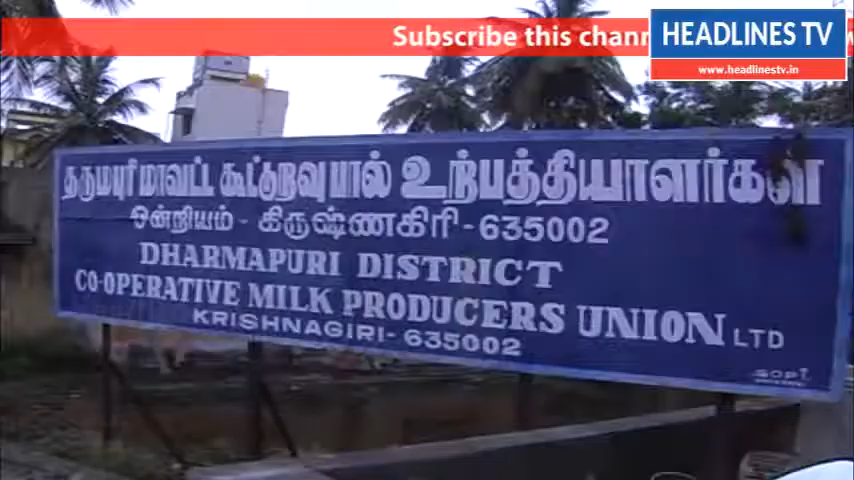 Subscribe this chann
HEADLINES TV
www.headlinestv.in
தருமபுரி மாவட்ட கூட்டுறவு பால் உற்பத்தியாளர்கள்
ஒன்றியம் - கிருஷ்ணகிரி - 635002
DHARMAPURI DISTRICT
CO-OPERATIVE MILK PRODUCERS UNION LTD
KRISHNAGIRI - 635002